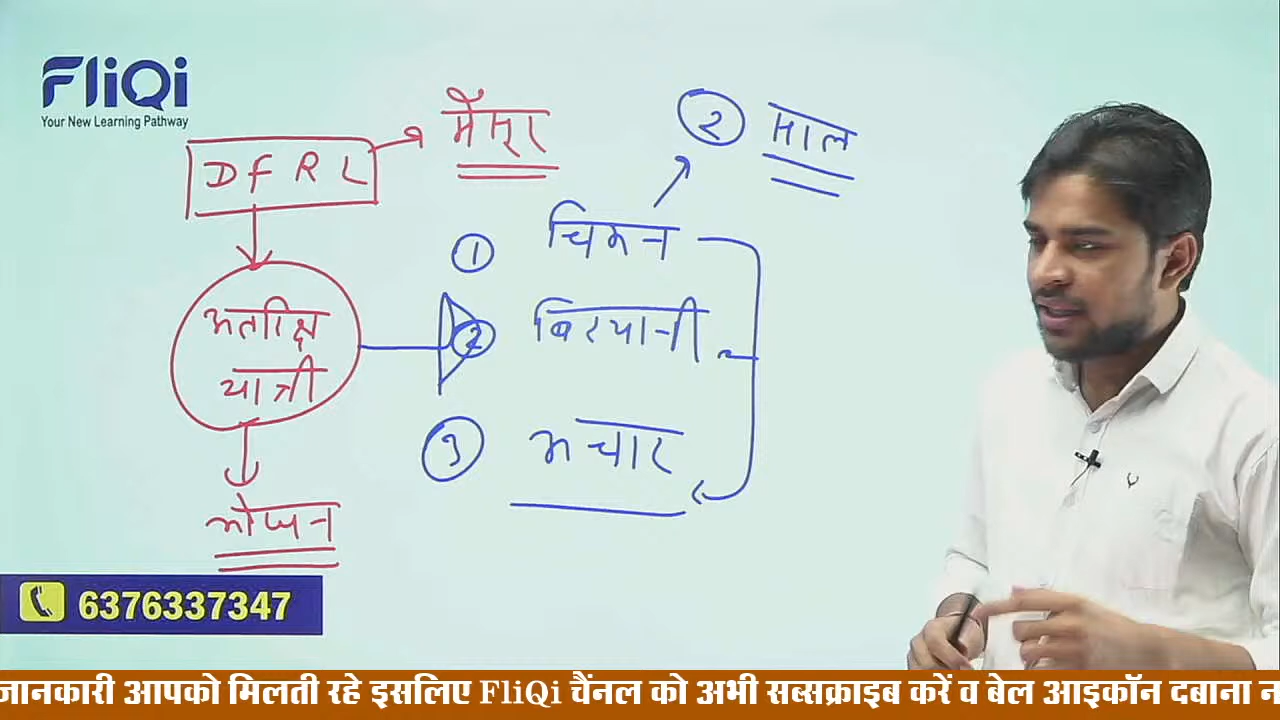 FliQi
Your New Learning Pathway
DFRL
मैसूर
२ साल
अंतरिक्ष
यात्री
भोजन
1 चिकन
2 बिरयानी
3 अचार
6376337347
जानकारी आपको मिलती रहे इसलिए FliQi चैंनल को अभी सब्सक्राइब करें व बेल आइकॉन दबाना न